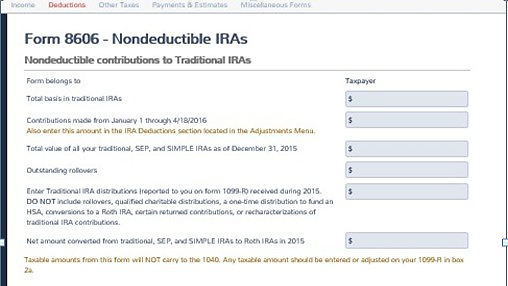 Income Deductions Other Taxes Payments & Estimates Miscellaneous Forms
Form 8606 - Nondeductible IRAs
Nondeductible contributions to Traditional IRAs
Form belongs to Taxpayer
Total basis in traditional IRAs $
Contributions made from January 1 through 4/18/2016 $
Also enter this amount in the IRA Deductions section located in the Adjustments Menu.
Total value of all your traditional, SEP, and SIMPLE IRAs as of December 31, 2015 $
Outstanding rollovers $
Enter Traditional IRA distributions (reported to you on form 1099-R) received during 2015. $
DO NOT include rollovers, qualified charitable distributions, a one-time distribution to fund an
HSA, conversions to a Roth IRA, certain returned contributions, or recharacterizations of
traditional IRA contributions.
Net amount converted from traditional, SEP, and SIMPLE IRAs to Roth IRAs in 2015 $
Taxable amounts from this form will NOT carry to the 1040. Any taxable amount should be entered or adjusted on your 1099-R in box
2a.